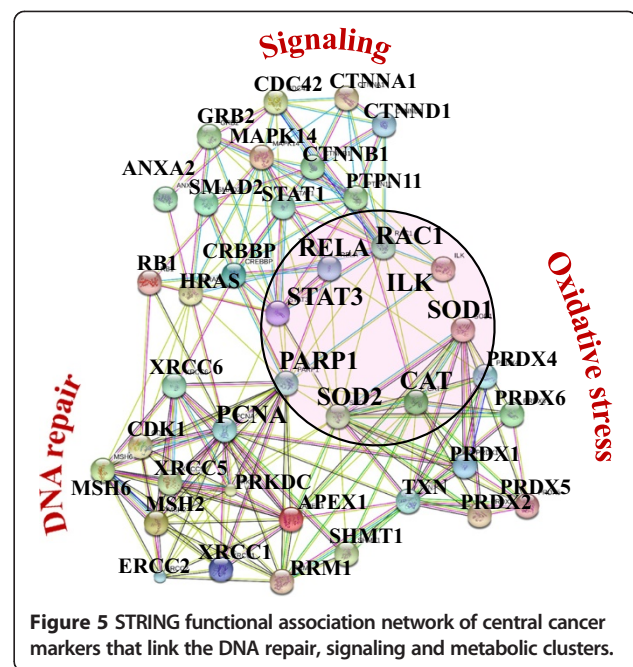 Signaling
CDC42
CTNNA1
CTNND1
GRB2
MAPK14
CTNNB1
ANXA2
SMAD2
STAT1
PTPN11
RAC1
RELA
CRBBP
CREBBP
RB1
HRAS
ILK
ILK
STAT3
SOD1
Oxidative stress
PARP1
PRDX4
XRCC6
SOD2
CAT
PRDX6
DNA repair
PCNA
CDK1
PRDX1
MSH6
MSH6
XRCC5
PRKDC
TXN
PRDX5
MSH2
APEX1
PRDX2
SHMT1
ERCC2
XRCC1
RRM1
Figure 5 STRING functional association network of central cancer
markers that link the DNA repair, signaling and metabolic clusters.